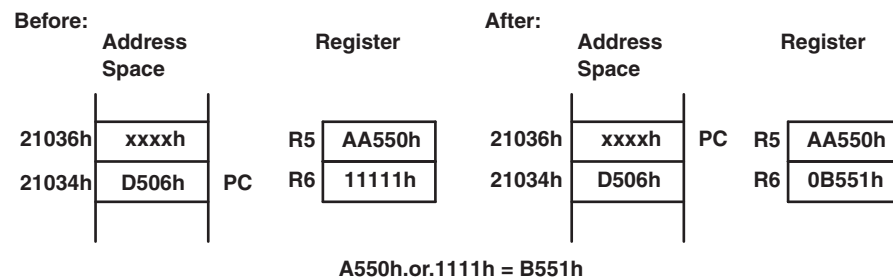 Before:
Address Space
Register
21036h xxxxh
21034h D506h PC
R5 AA550h
R6 11111h
After:
Address Space
Register
21036h xxxxh PC
21034h D506h
R5 AA550h
R6 0B551h
A550h.or.1111h = B551h